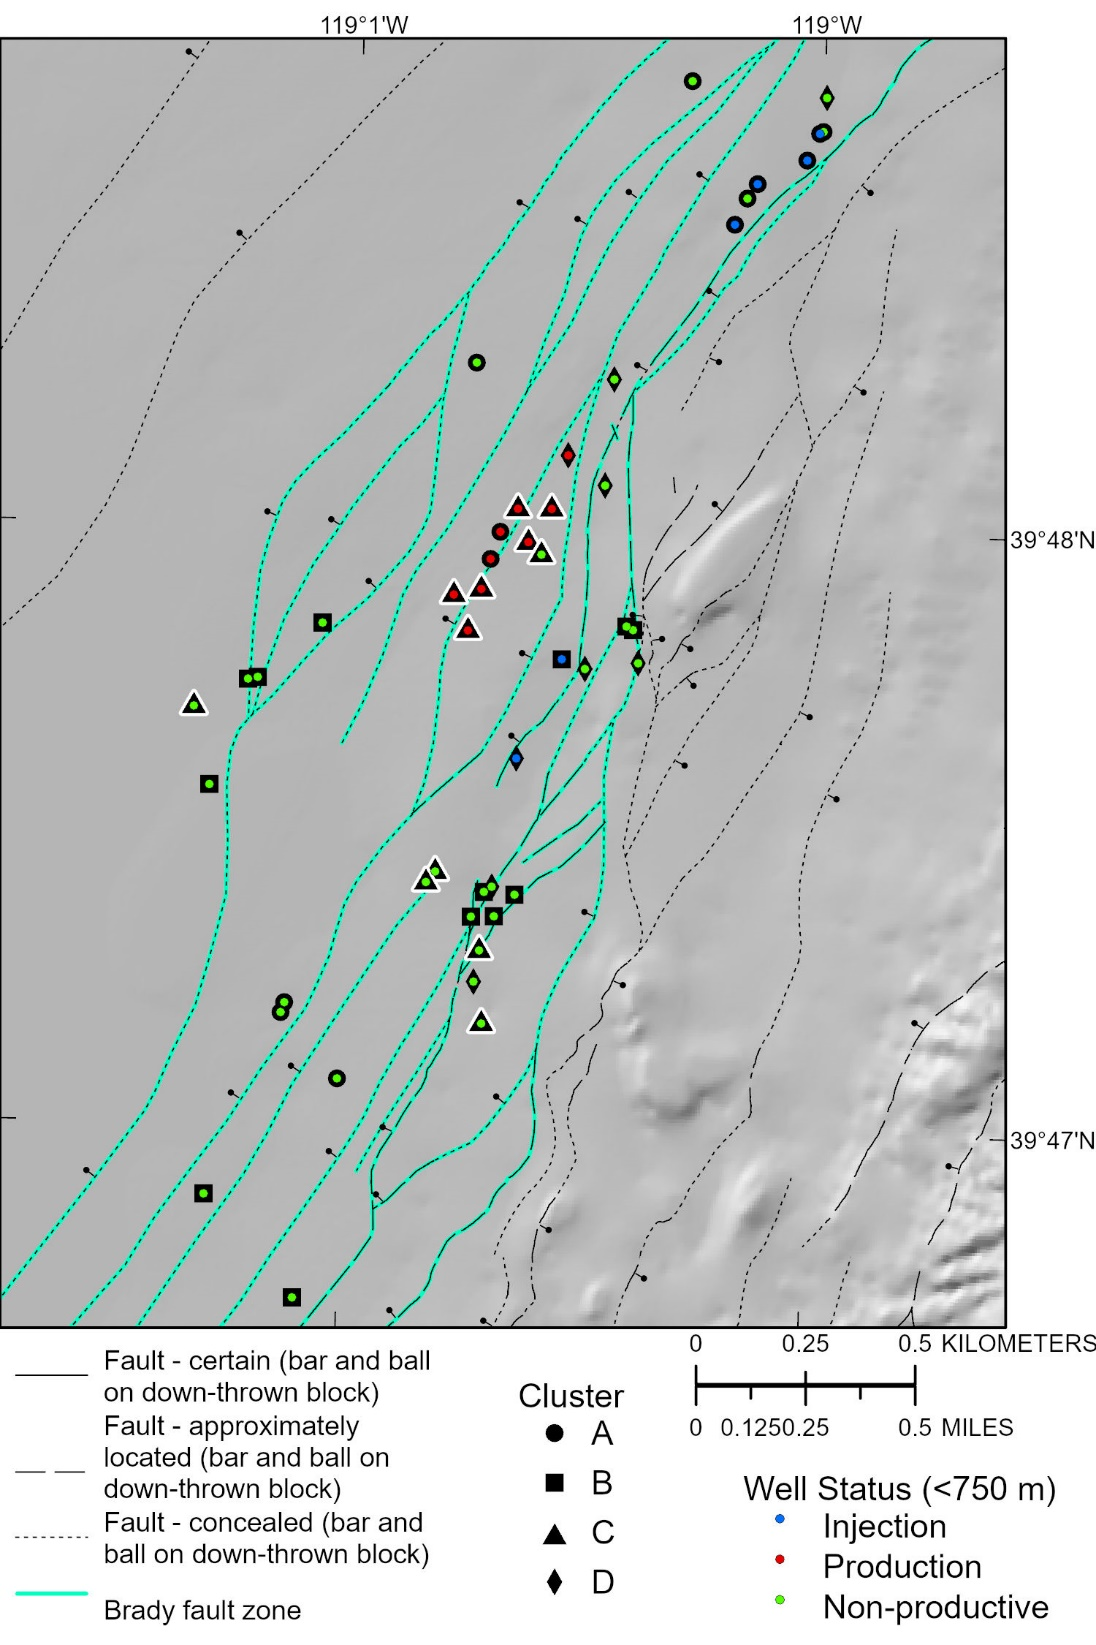 119°1'W 119°W
39°48'N
39°47'N
Fault - certain (bar and ball
on down-thrown block)
Fault - approximately
located (bar and ball on
down-thrown block)
Fault - concealed (bar and
ball on down-thrown block)
Brady fault zone
Cluster
A
B
C
D
0 0.25 0.5 KILOMETERS
0 0.1250.25 0.5 MILES
Well Status (<750 m)
Injection
Production
Non-productive